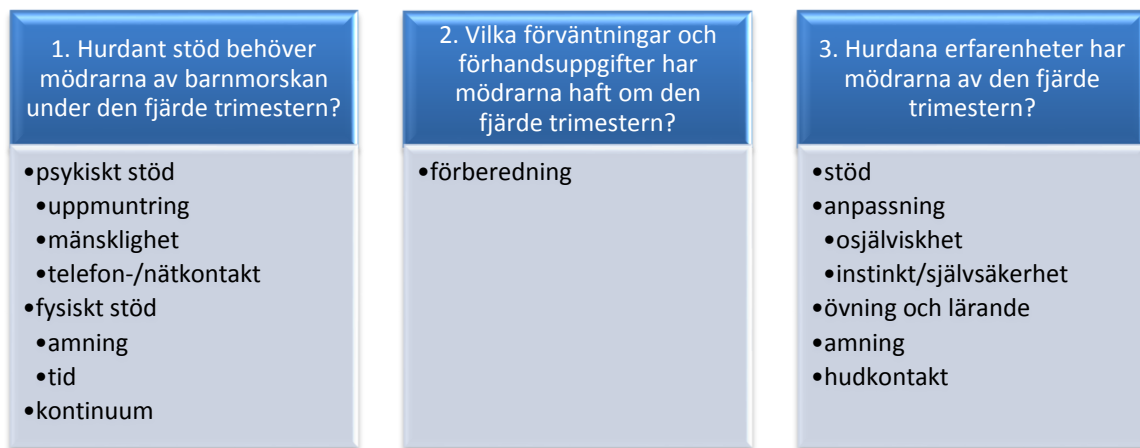 1. Hurdant stöd behöver
mödrarna av barnmorskan
under den fjärde trimestern?
•psykiskt stöd
•uppmuntring
•mänsklighet
•telefon-/nätkontakt
•fysiskt stöd
•amning
•tid
•kontinuum
2. Vilka förväntningar och
förhandsuppgifter har
mödrarna haft om den
fjärde trimestern?
•förberedning
3. Hurdana erfarenheter har
mödrarna av den fjärde
trimestern?
•stöd
•anpassning
•osjälviskhet
•instinkt/självsäkerhet
•övning och lärande
•amning
•hudkontakt